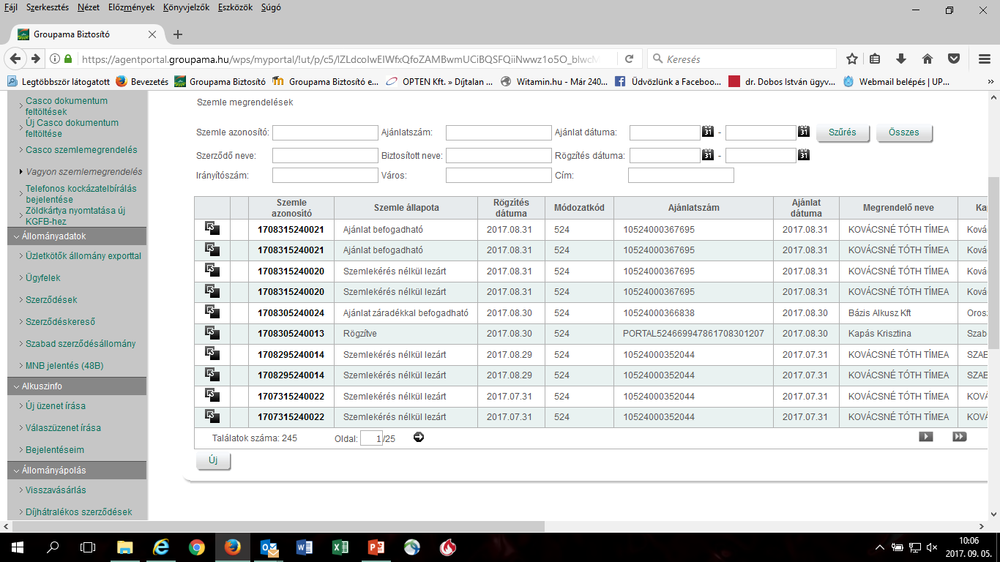 Fájl Szerkesztés Nézet Előzmények Könyvjelzők Eszközök Súgó
Groupama Biztosító
https://agentportal.groupama.hu/wps/myportal/!ut/p/c5/
Keresés
Legtöbbször látogatott Bevezetés Groupama Biztosító Groupama Biztosító e... OPTEN Kft. » Díjtalan ... Witamin.hu - Már 240... Üdvözlünk a Faceboo... dr. Dobos István ügyv... Webmail belépés | UP...
Casco dokumentum
feltöltések
Új Casco dokumentum
feltöltése
Casco szemlemegrendelés
Vagyon szemlemegrendelés
Telefonos kockázatelbírálás
bejelentése
Zöldkártya nyomtatása új
KGFB-hez
Állományadatok
Üzletkötők állomány exporttal
Ügyfelek
Szerződések
Szerződéskereső
Szabad szerződésállomány
MNB jelentés (48B)
Alkuszinfo
Új üzenet írása
Válaszüzenet írása
Bejelentéseim
Állományápolás
Visszavásárlás
Díjhátralékos szerződések
Szemle megrendelések
Szemle azonosító: Ajánlatszám: Ajánlat dátuma: 31 - 31 Szűrés Összes
Szerződő neve: Biztosított neve: Rögzítés dátuma: 31 - 31
Irányítószám: Város: Cím:
Szemle azonosító Szemle állapota Rögzítés dátuma Módozatkód Ajánlatszám Ajánlat dátuma Megrendelő neve Ka
1708315240021 Ajánlat befogadható 2017.08.31 524 10524000367695 2017.08.31 KOVÁCSNÉ TÓTH TÍMEA Ková
1708315240021 Ajánlat befogadható 2017.08.31 524 10524000367695 2017.08.31 KOVÁCSNÉ TÓTH TÍMEA Ková
1708315240020 Szemlekérés nélkül lezárt 2017.08.31 524 10524000367695 2017.08.31 KOVÁCSNÉ TÓTH TÍMEA Ková
1708315240020 Szemlekérés nélkül lezárt 2017.08.31 524 10524000367695 2017.08.31 KOVÁCSNÉ TÓTH TÍMEA Ková
1708305240024 Ajánlat záradékkal befogadható 2017.08.30 524 10524000366838 2017.08.30 Bázis Alkusz Kft Oros
1708305240013 Rögzítve 2017.08.30 524 PORTAL524669947861708301207 2017.08.30 Kapás Krisztina Szab
1708295240014 Szemlekérés nélkül lezárt 2017.08.29 524 10524000352044 2017.07.31 KOVÁCSNÉ TÓTH TÍMEA SZAB
1708295240014 Szemlekérés nélkül lezárt 2017.08.29 524 10524000352044 2017.07.31 KOVÁCSNÉ TÓTH TÍMEA SZAB
1707315240022 Szemlekérés nélkül lezárt 2017.07.31 524 10524000352044 2017.07.31 KOVÁCSNÉ TÓTH TÍMEA KOVÁ
1707315240022 Szemlekérés nélkül lezárt 2017.07.31 524 10524000352044 2017.07.31 KOVÁCSNÉ TÓTH TÍMEA KOVÁ
Találatok száma: 245 Oldal: 1/25
Új
10:06
2017. 09. 05.